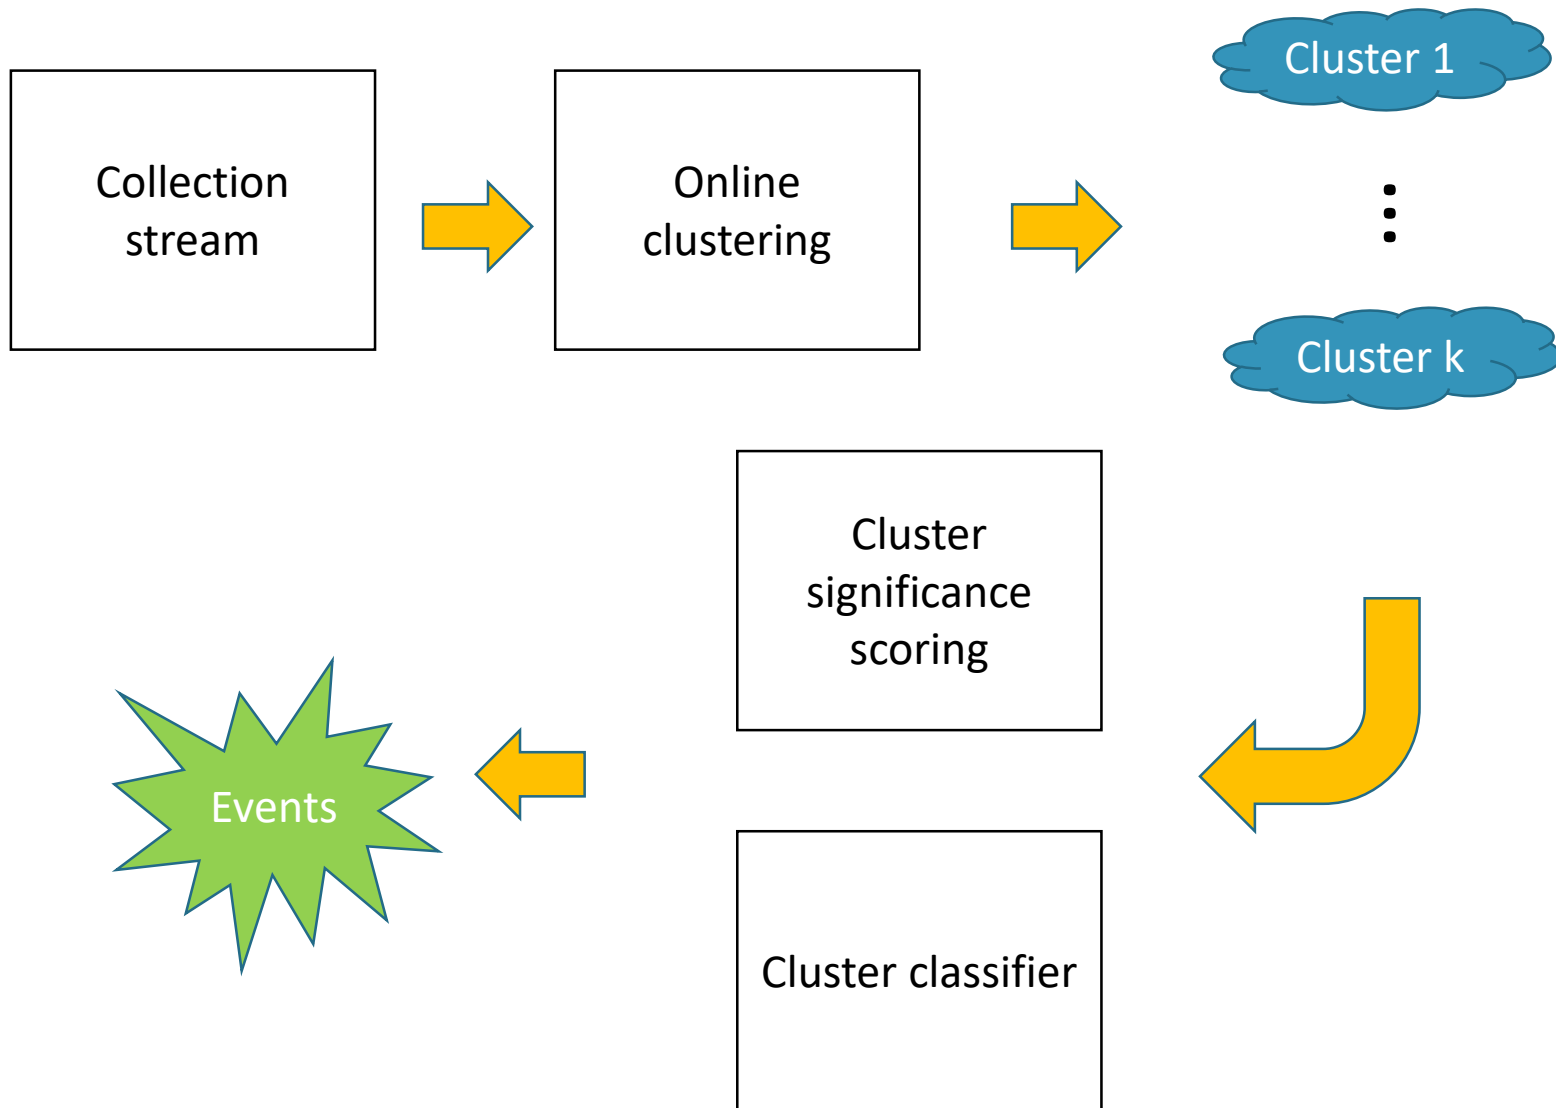 Collection
stream
Online
clustering
Cluster 1
⋮
Cluster k
Cluster
significance
scoring
Events
Cluster classifier